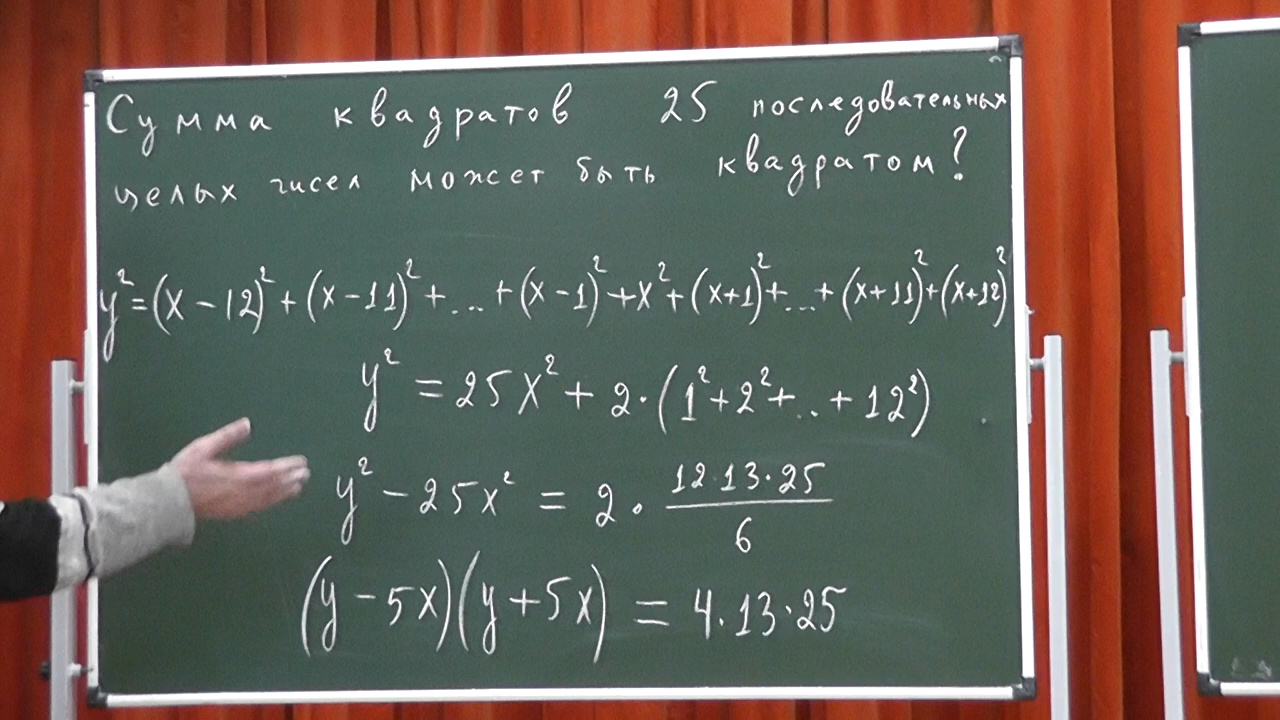 Сумма квадратов 25 последовательных
целых чисел может быть квадратом?
y²=(x-12)²+(x-11)²+...+(x-1)²+x²+(x+1)²+...+(x+11)²+(x+12)²
y² = 25x² + 2·(1²+2²+...+12²)
y² - 25x² = 2 · 12·13·25/6
(y-5x)(y+5x) = 4·13·25